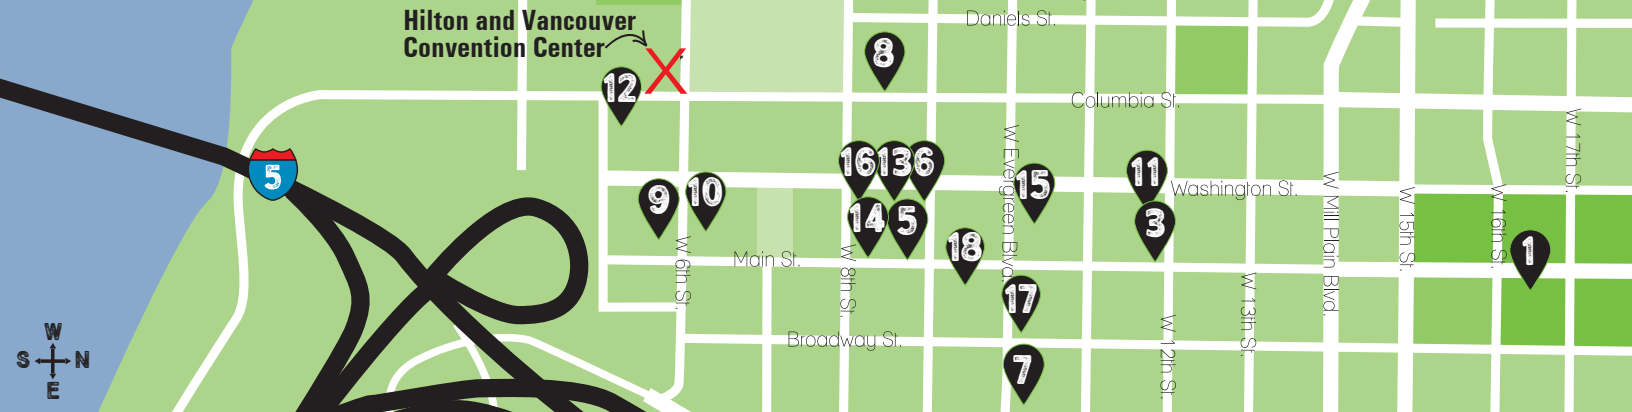 Hilton and Vancouver
Convention Center
X
Daniels St.
8
12
Columbia St.
5
16
13
6
W Evergreen Blvd.
15
11
Washington St.
W 17th St.
9
10
14
5
18
3
W Mill Plain Blvd.
W 15th St.
W 16th St.
1
W 6th St.
Main St.
W 8th St.
17
W 13th St.
W 12th St.
Broadway St.
7
W
S
N
E